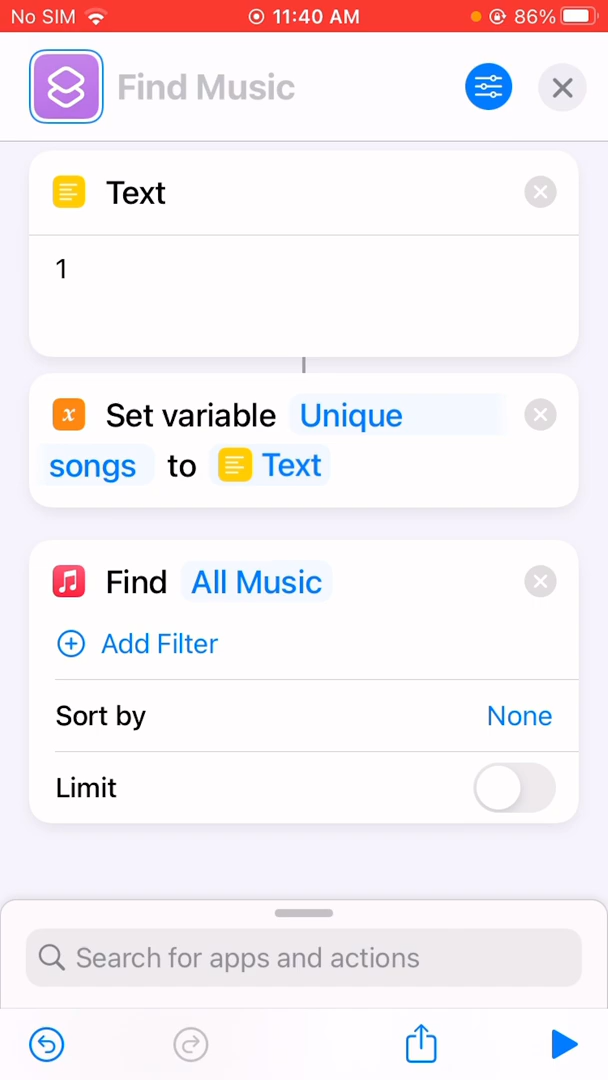 No SIM 11:40 AM 86%
Find Music
Text
1
x Set variable Unique
songs to Text
Find All Music
Add Filter
Sort by None
Limit
Search for apps and actions